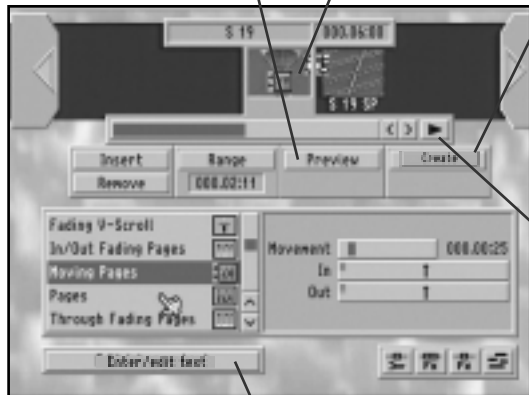 S 19 000.06:00
S 19 SP
Insert Range Preview Create
Remove 000.02:11
Fading V-Scroll
In/Out Fading Pages
Moving Pages
Pages
Through Fading Pages
Movement 000.00:25
In
Out
Enter/edit text